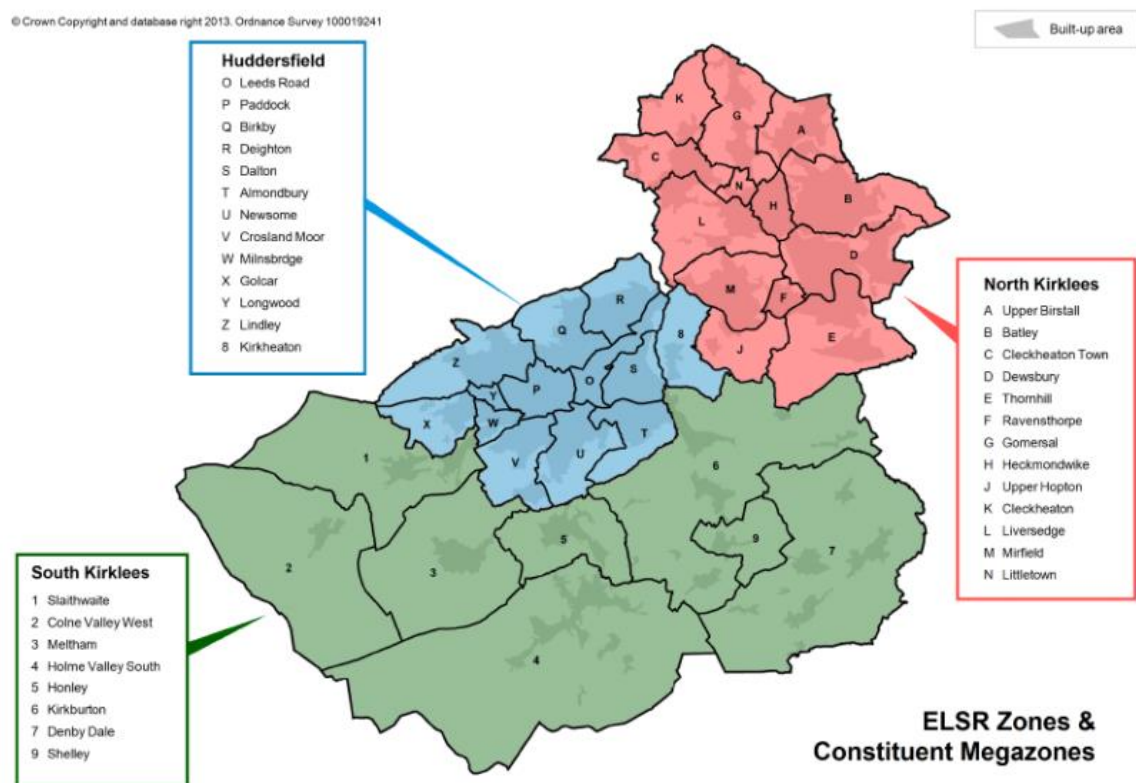 © Crown Copyright and database right 2013. Ordnance Survey 100019241
Built-up area
Huddersfield
O Leeds Road
P Paddock
Q Birkby
R Deighton
S Dalton
T Almondbury
U Newsome
V Crosland Moor
W Milnsbrdge
X Golcar
Y Longwood
Z Lindley
8 Kirkheaton
K
G
A
C
N
H
B
L
D
M
F
J
E
R
Q
8
Z
Y
P
O
S
X
W
V
U
T
1
6
2
3
5
9
7
4
North Kirklees
A Upper Birstall
B Batley
C Cleckheaton Town
D Dewsbury
E Thornhill
F Ravensthorpe
G Gomersal
H Heckmondwike
J Upper Hopton
K Cleckheaton
L Liversedge
M Mirfield
N Littletown
South Kirklees
1 Slaithwaite
2 Colne Valley West
3 Meltham
4 Holme Valley South
5 Honley
6 Kirkburton
7 Denby Dale
9 Shelley
ELSR Zones &
Constituent Megazones